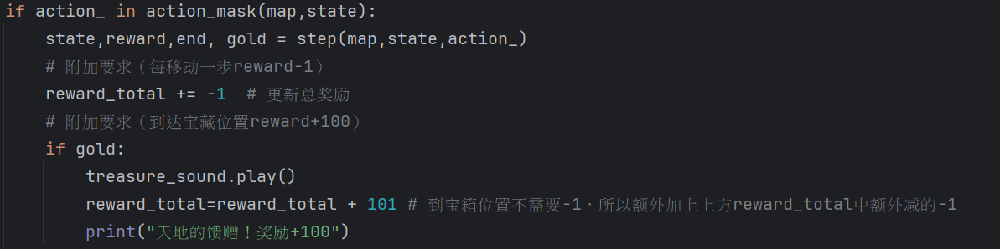 if action_ in action_mask(map,state):
state,reward,end, gold = step(map,state,action_)
# 附加要求（每移动一步reward-1）
reward_total += -1  # 更新总奖励
# 附加要求（到达宝藏位置reward+100）
if gold:
treasure_sound.play()
reward_total=reward_total + 101 # 到宝箱位置不需要-1，所以额外加上上方reward_total中额外减的-1
print("天地的馈赠！奖励+100")